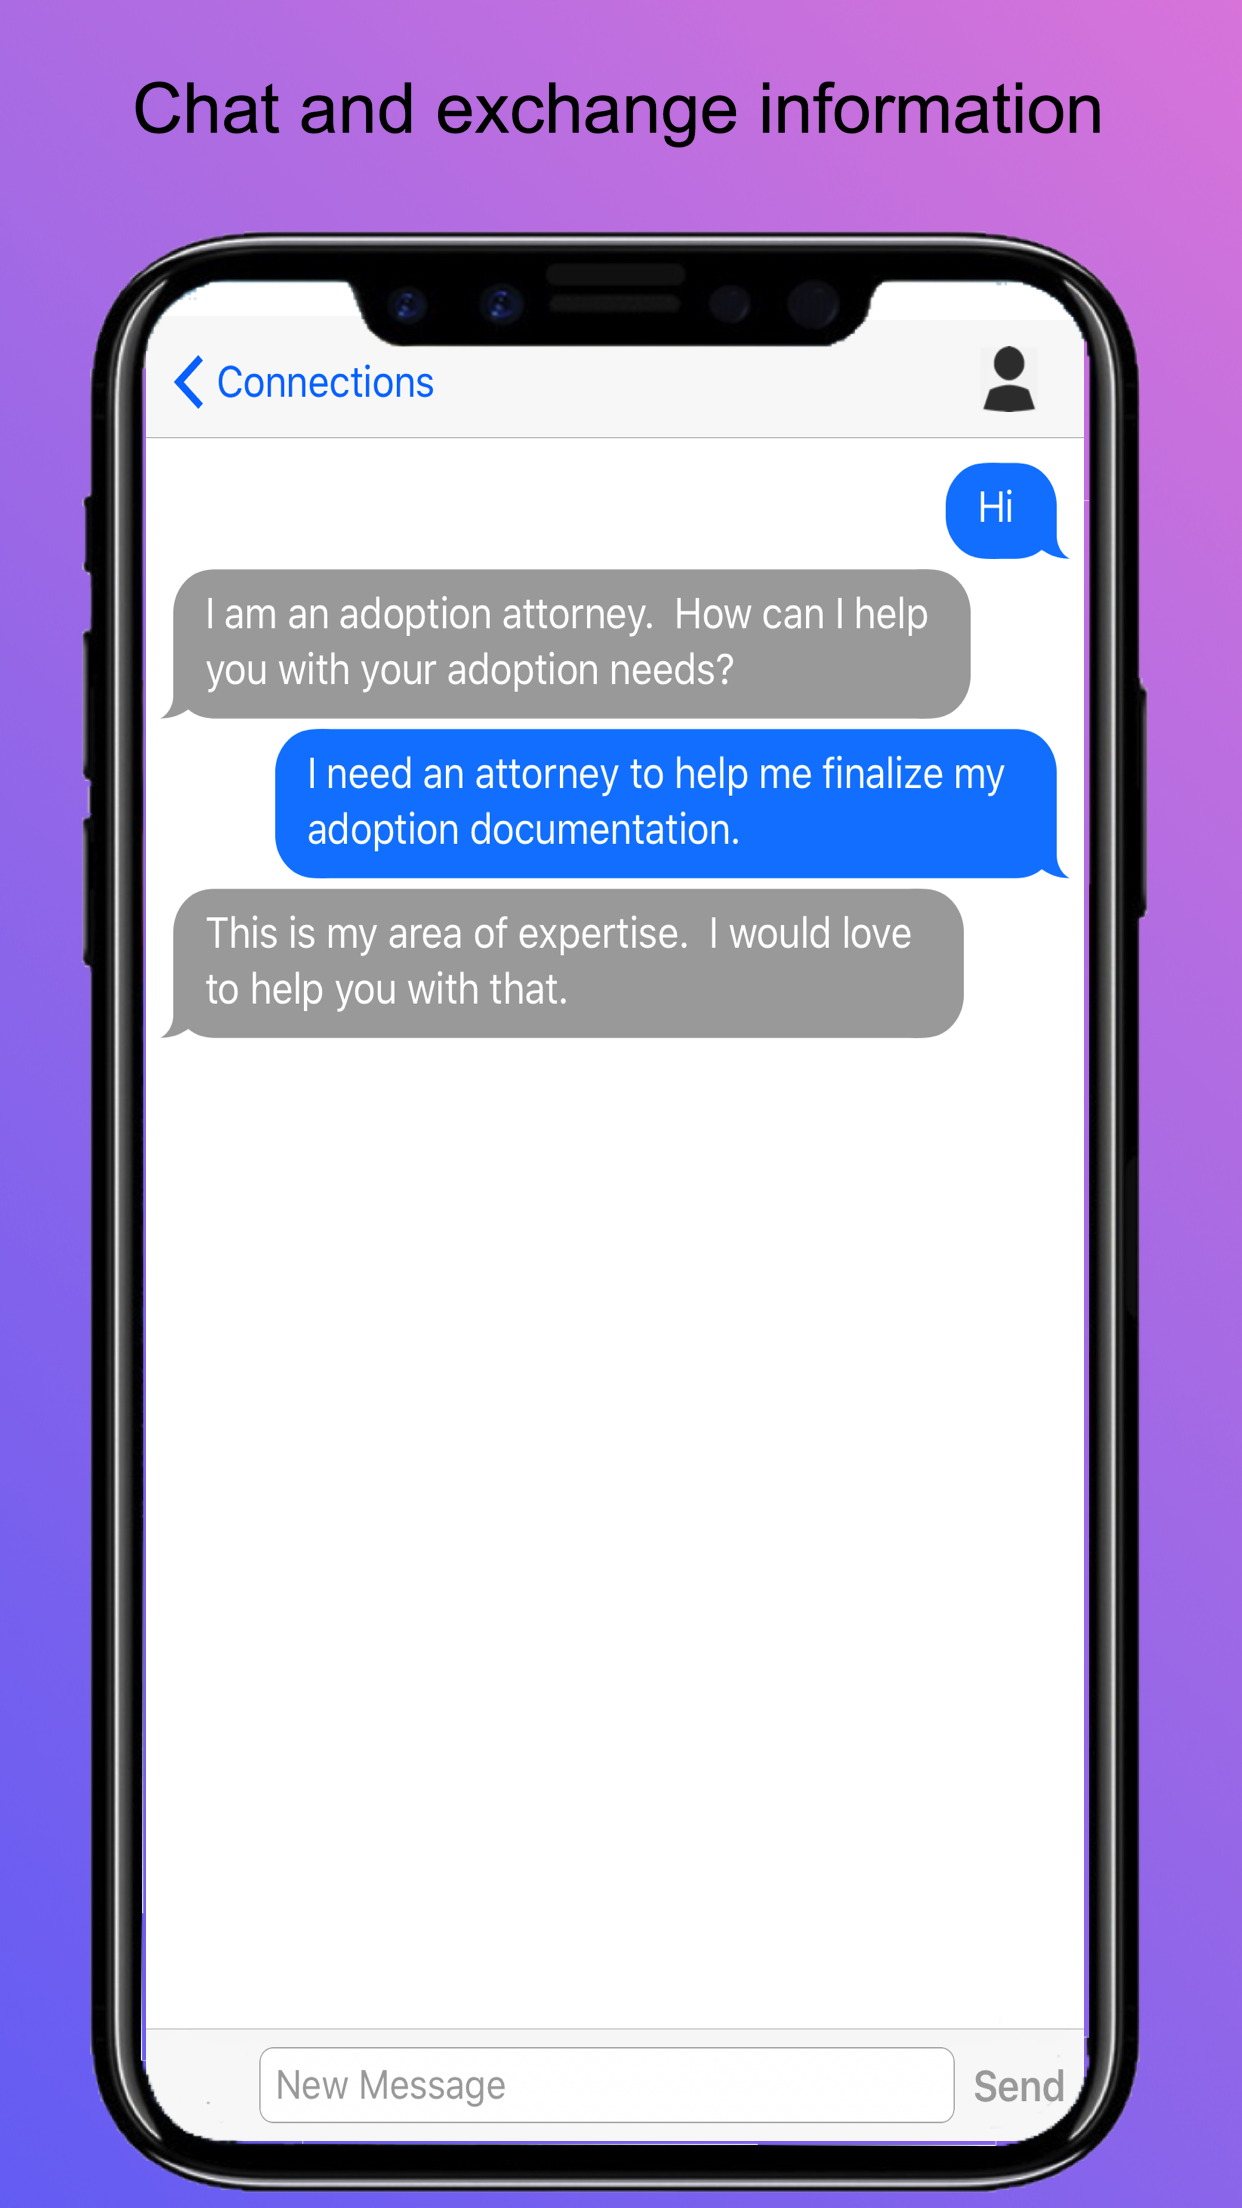 Chat and exchange information
Connections
Hi
I am an adoption attorney.  How can I help
you with your adoption needs?
I need an attorney to help me finalize my
adoption documentation.
This is my area of expertise.  I would love
to help you with that.
New Message
Send